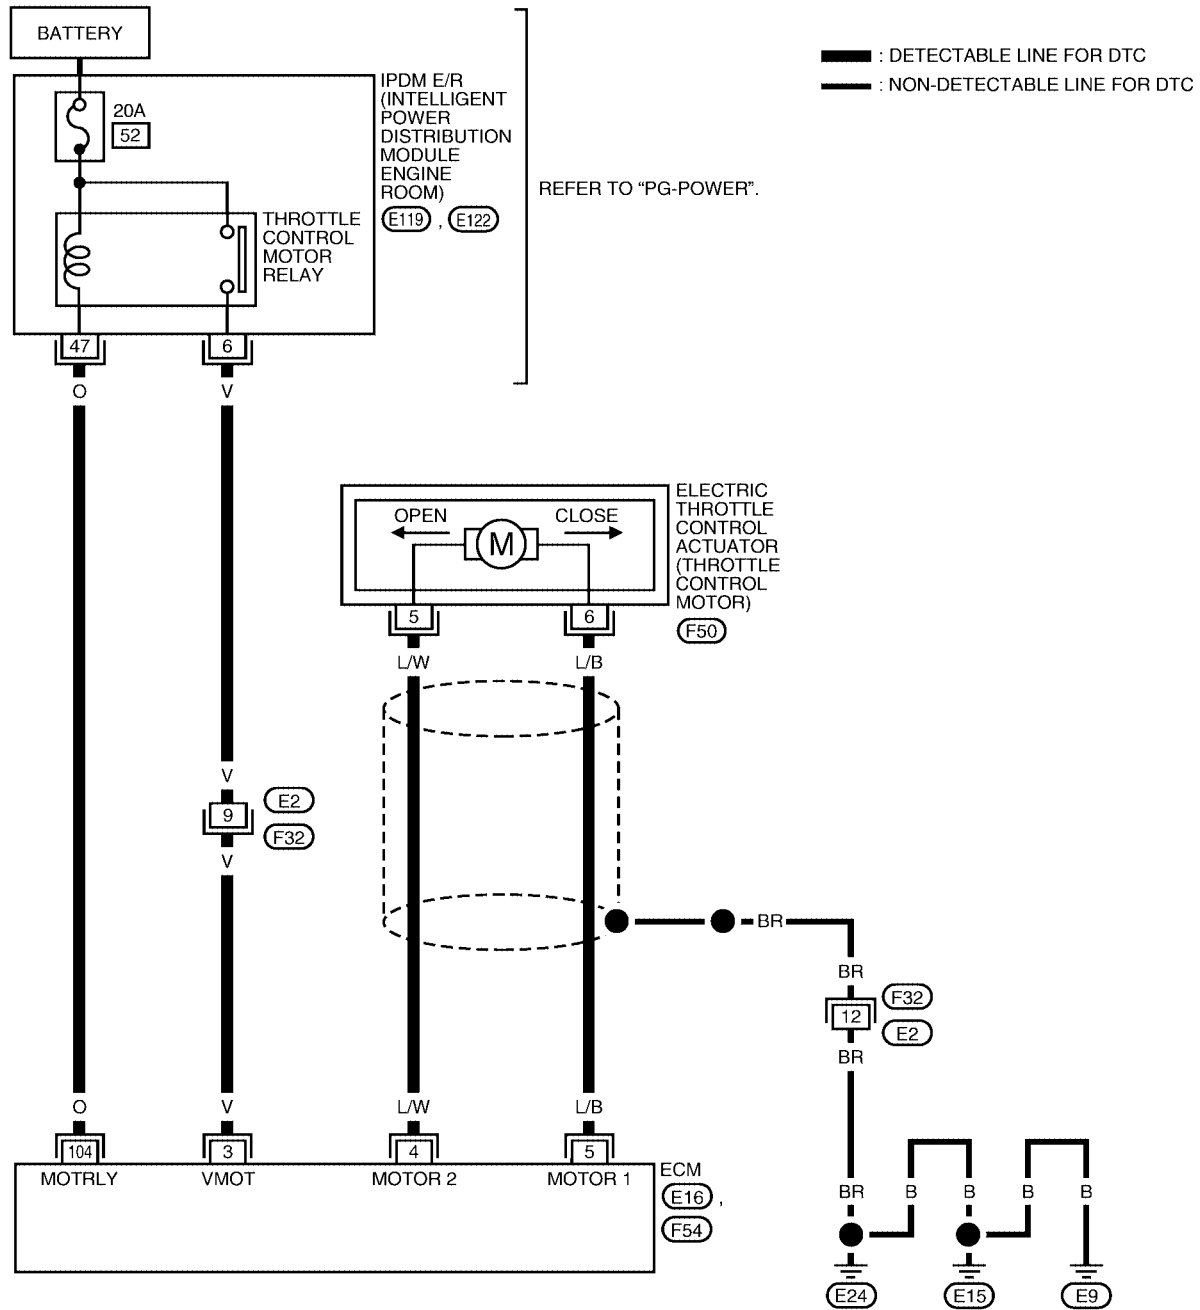 BATTERY
: DETECTABLE LINE FOR DTC
: NON-DETECTABLE LINE FOR DTC
20A
52
IPDM E/R
(INTELLIGENT
POWER
DISTRIBUTION
MODULE
ENGINE
ROOM)
E119 , E122
REFER TO “PG-POWER”.
THROTTLE
CONTROL
MOTOR
RELAY
47 6
O V
ELECTRIC
THROTTLE
CONTROL
ACTUATOR
(THROTTLE
CONTROL
MOTOR)
F50
OPEN CLOSE
M
5 6
L/W L/B
V
9
E2
F32
V
BR
BR
12
F32
E2
BR
O V L/W L/B
104 3 4 5
MOTRLY VMOT MOTOR 2 MOTOR 1
ECM
E16 ,
F54
BR B B B B
E24 E15 E9